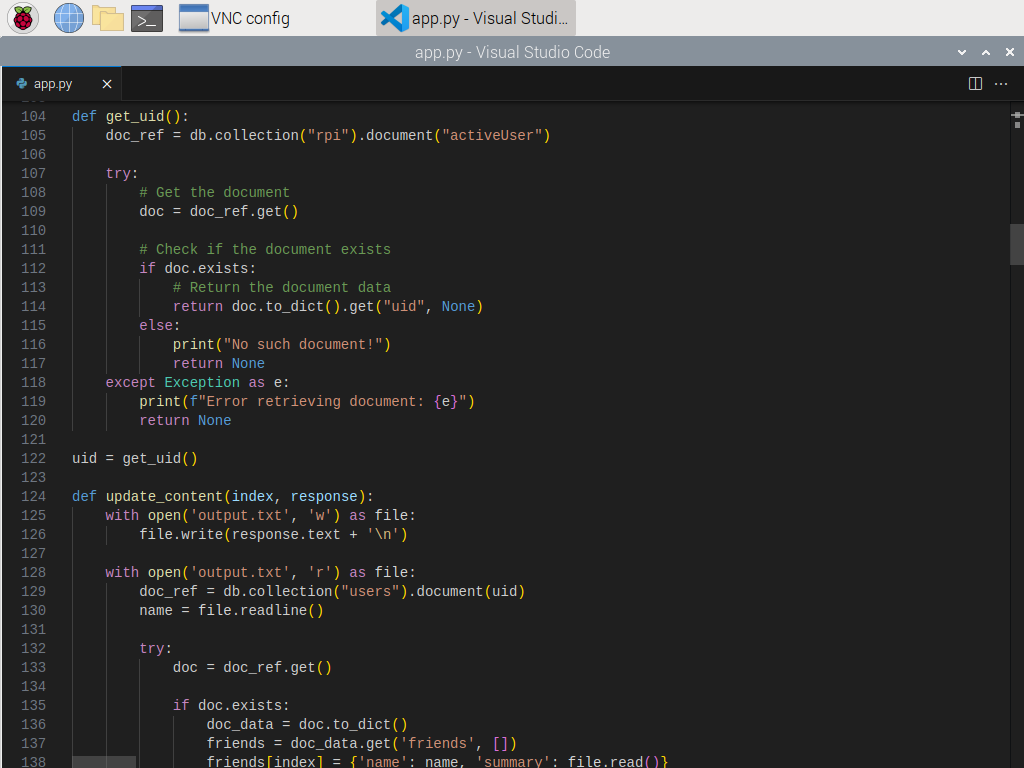 VNC config
app.py - Visual Studi...
app.py - Visual Studio Code
app.py
104 def get_uid():
105     doc_ref = db.collection("rpi").document("activeUser")
106
107     try:
108         # Get the document
109         doc = doc_ref.get()
110
111         # Check if the document exists
112         if doc.exists:
113             # Return the document data
114             return doc.to_dict().get("uid", None)
115         else:
116             print("No such document!")
117             return None
118     except Exception as e:
119         print(f"Error retrieving document: {e}")
120         return None
121
122 uid = get_uid()
123
124 def update_content(index, response):
125     with open('output.txt', 'w') as file:
126         file.write(response.text + '\n')
127
128     with open('output.txt', 'r') as file:
129         doc_ref = db.collection("users").document(uid)
130         name = file.readline()
131
132         try:
133             doc = doc_ref.get()
134
135             if doc.exists:
136                 doc_data = doc.to_dict()
137                 friends = doc_data.get('friends', [])
138                 friends[index] = {'name': name, 'summary': file.read()}